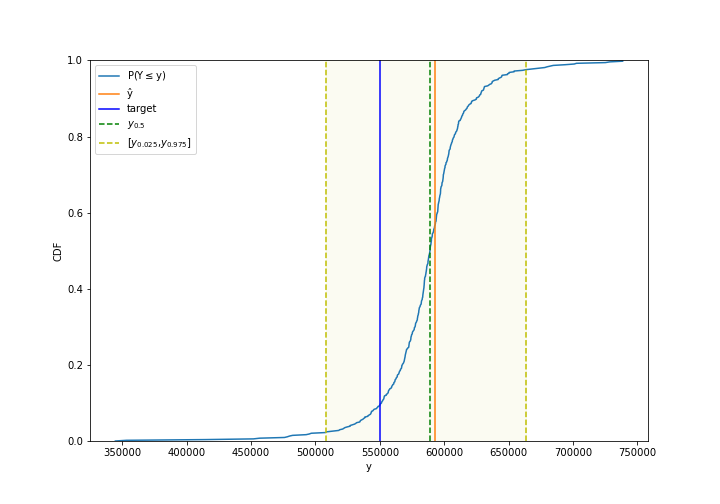 1.0
0.8
0.6
0.4
0.2
0.0
CDF
P(Y ≤ y)
ŷ
target
y₀.₅
[y₀.₀₂₅,y₀.₉₇₅]
350000 400000 450000 500000 550000 600000 650000 700000 750000
y